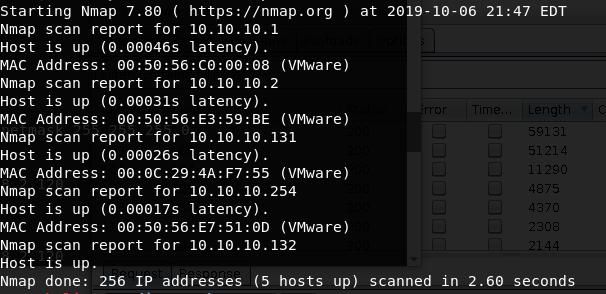 Starting Nmap 7.80 ( https://nmap.org ) at 2019-10-06 21:47 EDT
Nmap scan report for 10.10.10.1
Host is up (0.00046s latency).
MAC Address: 00:50:56:C0:00:08 (VMware)
Nmap scan report for 10.10.10.2
Host is up (0.00031s latency).
MAC Address: 00:50:56:E3:59:BE (VMware)
Nmap scan report for 10.10.10.131
Host is up (0.00026s latency).
MAC Address: 00:0C:29:4A:F7:55 (VMware)
Nmap scan report for 10.10.10.254
Host is up (0.00017s latency).
MAC Address: 00:50:56:E7:51:0D (VMware)
Nmap scan report for 10.10.10.132
Host is up.
Nmap done: 256 IP addresses (5 hosts up) scanned in 2.60 seconds
Error Time... Length
200 59131
200 51214
200 11290
200 4875
200 4370
200 2308
200 2144
Request Response